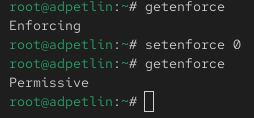 root@adpetlin:~# getenforce
Enforcing
root@adpetlin:~# setenforce 0
root@adpetlin:~# getenforce
Permissive
root@adpetlin:~#